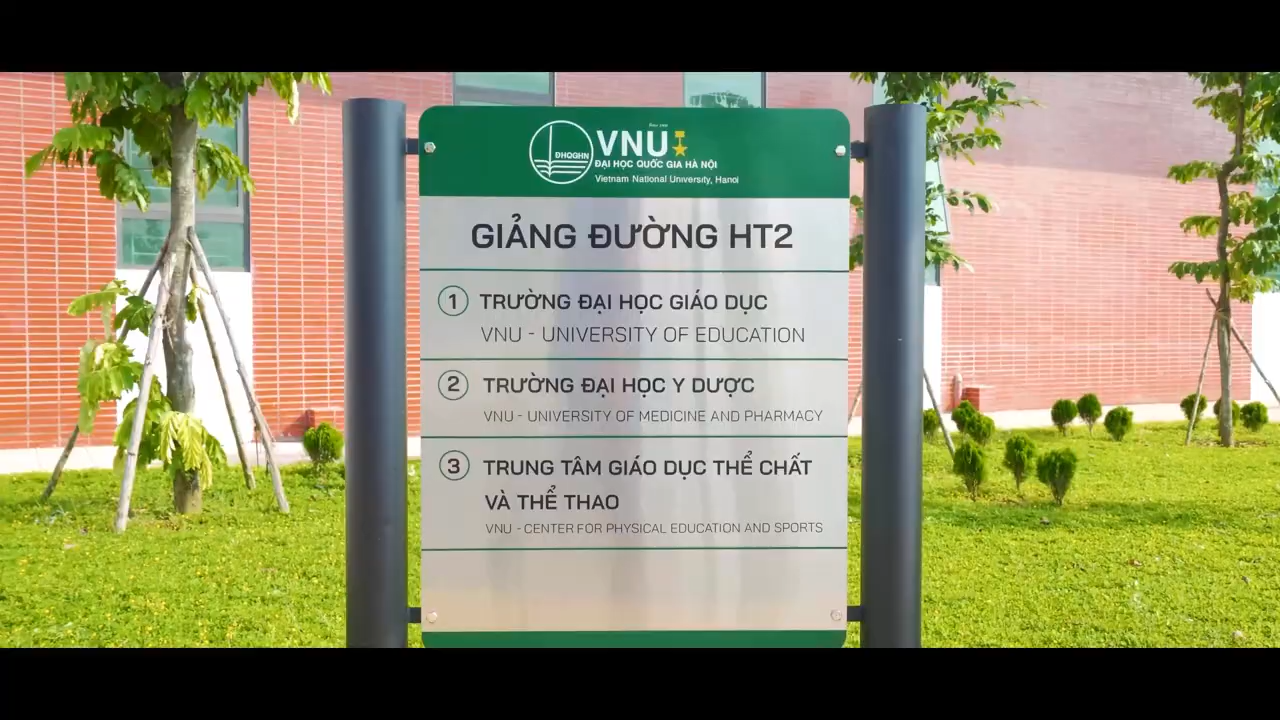 ĐHQGHN
VNU
ĐẠI HỌC QUỐC GIA HÀ NỘI
Vietnam National University, Hanoi
GIẢNG ĐƯỜNG HT2
1 TRƯỜNG ĐẠI HỌC GIÁO DỤC
VNU - UNIVERSITY OF EDUCATION
2 TRƯỜNG ĐẠI HỌC Y DƯỢC
VNU - UNIVERSITY OF MEDICINE AND PHARMACY
3 TRUNG TÂM GIÁO DỤC THỂ CHẤT
VÀ THỂ THAO
VNU - CENTER FOR PHYSICAL EDUCATION AND SPORTS